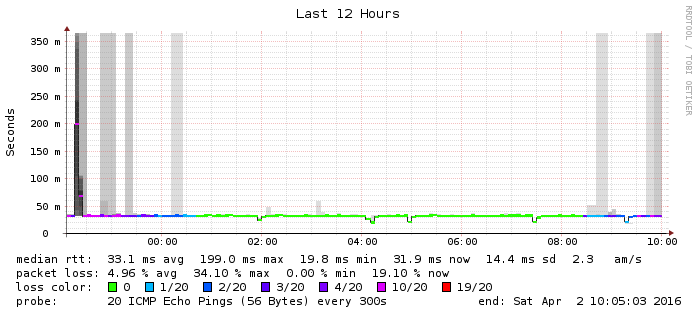 Last 12 Hours
RRDTOOL / TOBI OETIKER
Seconds
350 m
300 m
250 m
200 m
150 m
100 m
50 m
0
00:00 02:00 04:00 06:00 08:00 10:00
median rtt: 33.1 ms avg 199.0 ms max 19.8 ms min 31.9 ms now 14.4 ms sd 2.3 am/s
packet loss: 4.96 % avg 34.10 % max 0.00 % min 19.10 % now
loss color: 0 1/20 2/20 3/20 4/20 10/20 19/20
probe: 20 ICMP Echo Pings (56 Bytes) every 300s end: Sat Apr 2 10:05:03 2016